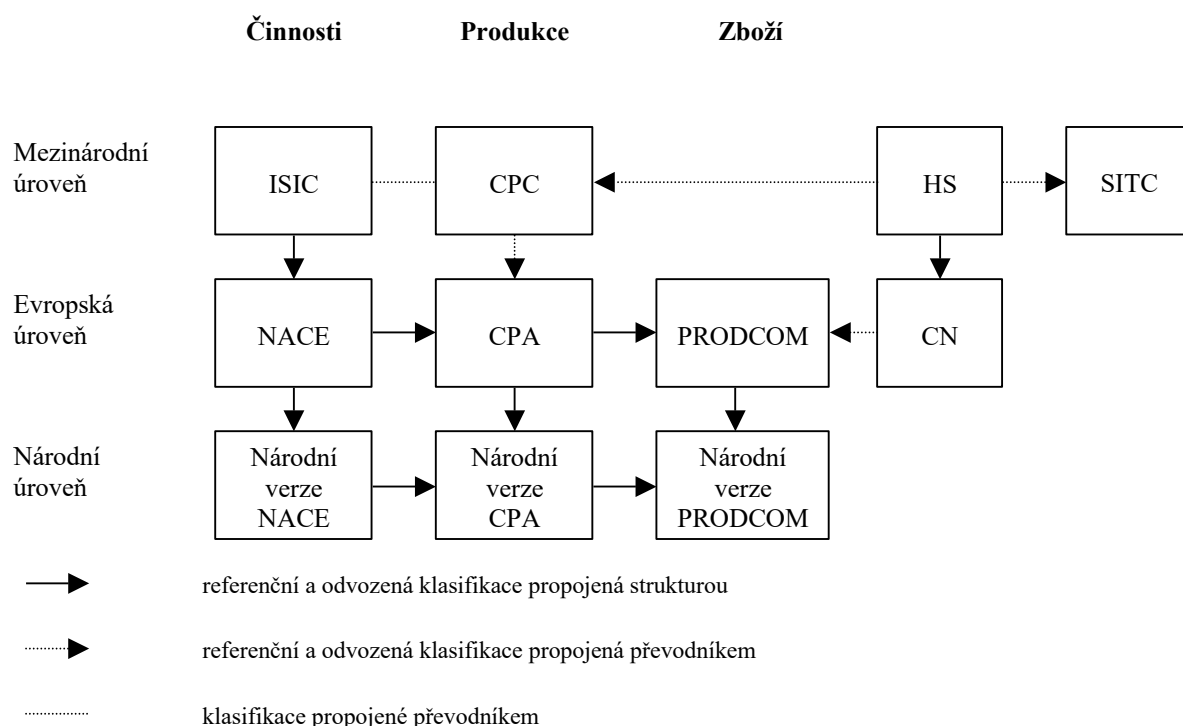 Činnosti Produkce Zboží
Mezinárodní
úroveň
ISIC CPC HS SITC
Evropská
úroveň
NACE CPA PRODCOM CN
Národní
úroveň
Národní
verze
NACE
Národní
verze
CPA
Národní
verze
PRODCOM
referenční a odvozená klasifikace propojená strukturou
referenční a odvozená klasifikace propojená převodníkem
klasifikace propojené převodníkem